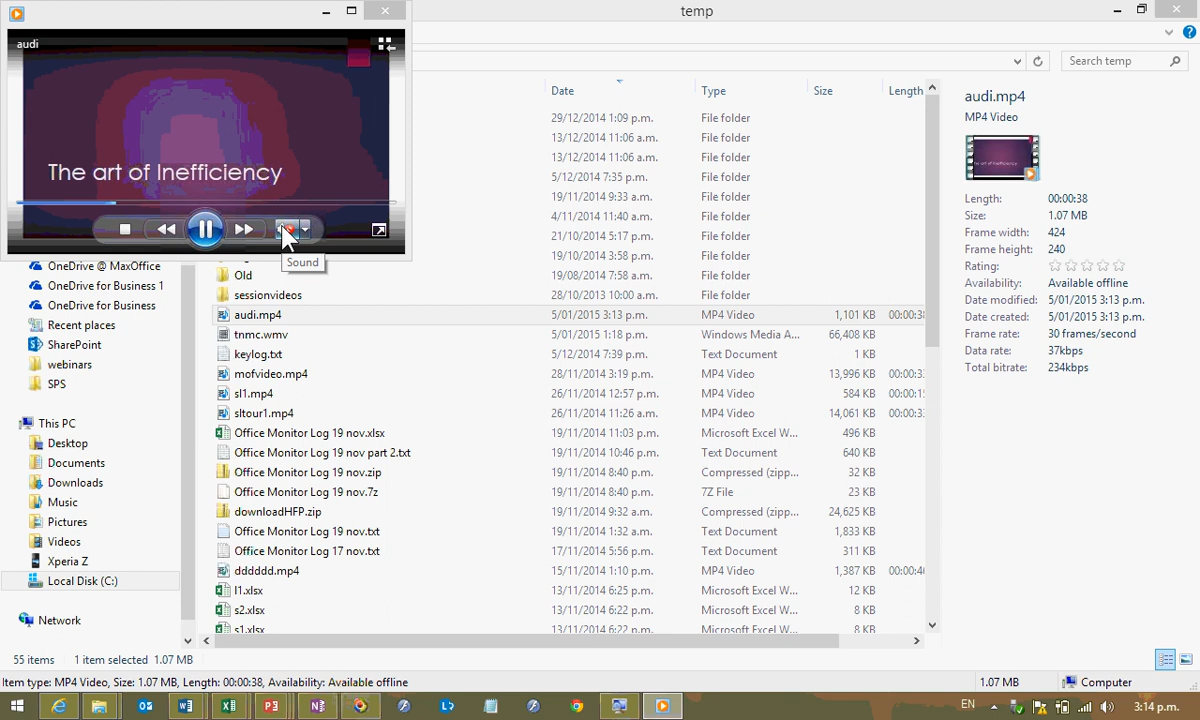 temp
audi
The art of Inefficiency
Sound
Search temp
Date Type Size Length
29/12/2014 1:09 p.m. File folder
13/12/2014 11:06 a.m. File folder
13/12/2014 11:06 a.m. File folder
5/12/2014 7:35 p.m. File folder
19/11/2014 9:33 a.m. File folder
4/11/2014 11:40 a.m. File folder
21/10/2014 5:17 p.m. File folder
19/10/2014 3:58 p.m. File folder
Old 19/08/2014 7:58 a.m. File folder
sessionvideos 28/10/2013 10:00 a.m. File folder
audi.mp4 5/01/2015 3:13 p.m. MP4 Video 1,101 KB 00:00:38
tnmc.wmv 5/01/2015 1:18 p.m. Windows Media A... 66,408 KB
keylog.txt 5/12/2014 7:39 p.m. Text Document 1 KB
mofvideo.mp4 28/11/2014 3:19 p.m. MP4 Video 13,996 KB
sl1.mp4 26/11/2014 12:57 p.m. MP4 Video 584 KB
sltour1.mp4 26/11/2014 11:26 a.m. MP4 Video 14,061 KB
Office Monitor Log 19 nov.xlsx 19/11/2014 11:03 p.m. Microsoft Excel W... 496 KB
Office Monitor Log 19 nov part 2.txt 19/11/2014 10:46 p.m. Text Document 640 KB
Office Monitor Log 19 nov.zip 19/11/2014 8:40 p.m. Compressed (zipp... 32 KB
Office Monitor Log 19 nov.7z 19/11/2014 8:40 p.m. 7Z File 23 KB
downloadHFP.zip 19/11/2014 9:32 a.m. Compressed (zipp... 24,625 KB
Office Monitor Log 19 nov.txt 19/11/2014 1:32 a.m. Text Document 1,833 KB
Office Monitor Log 17 nov.txt 17/11/2014 5:56 p.m. Text Document 311 KB
dddddd.mp4 15/11/2014 1:10 p.m. MP4 Video 1,387 KB
l1.xlsx 13/11/2014 6:25 p.m. Microsoft Excel W... 12 KB
s2.xlsx 13/11/2014 6:22 p.m. Microsoft Excel W... 8 KB
s1.xlsx 13/11/2014 6:22 p.m. Microsoft Excel W... 8 KB
OneDrive @ MaxOffice
OneDrive for Business 1
OneDrive for Business
Recent places
SharePoint
webinars
SPS
This PC
Desktop
Documents
Downloads
Music
Pictures
Videos
Xperia Z
Local Disk (C:)
Network
audi.mp4
MP4 Video
The art of Inefficiency
Length: 00:00:38
Size: 1.07 MB
Frame width: 424
Frame height: 240
Rating:
Availability: Available offline
Date modified: 5/01/2015 3:13 p.m.
Date created: 5/01/2015 3:13 p.m.
Frame rate: 30 frames/second
Data rate: 37kbps
Total bitrate: 234kbps
55 items 1 item selected 1.07 MB
Item type: MP4 Video, Size: 1.07 MB, Length: 00:00:38, Availability: Available offline 1.07 MB Computer
EN 3:14 p.m.